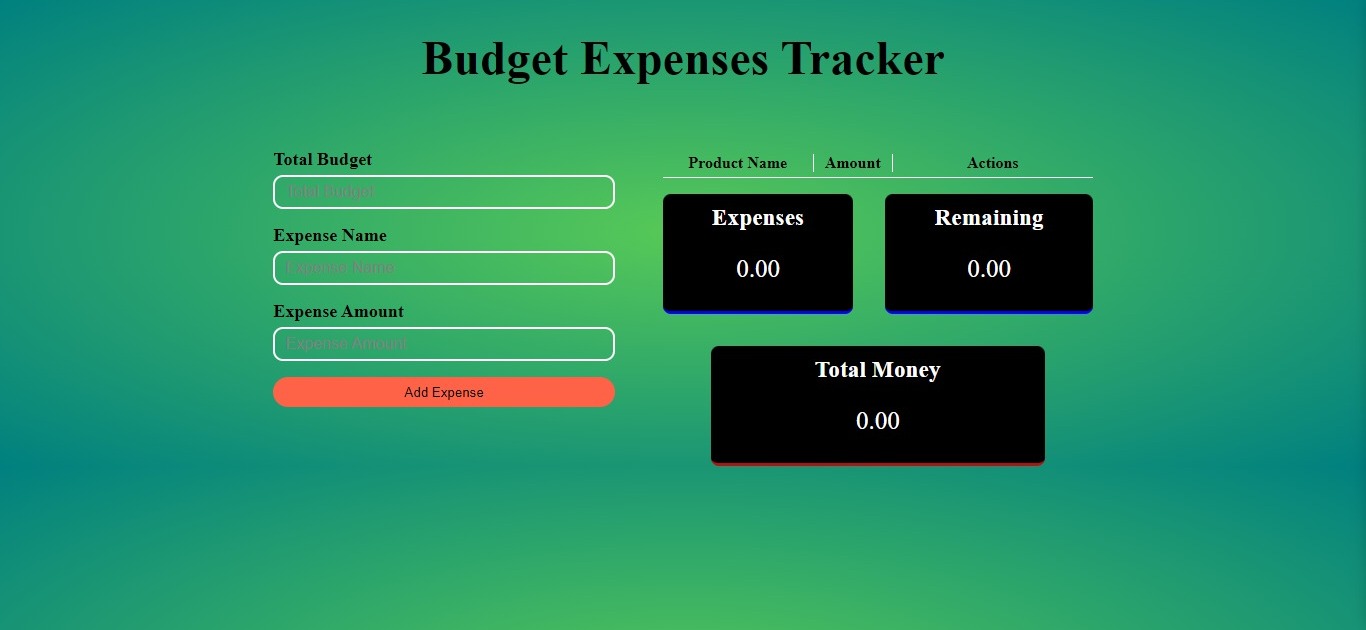 Budget Expenses Tracker
Total Budget
Total Budget
Expense Name
Expense Name
Expense Amount
Expense Amount
Add Expense
Product Name Amount Actions
Expenses
0.00
Remaining
0.00
Total Money
0.00